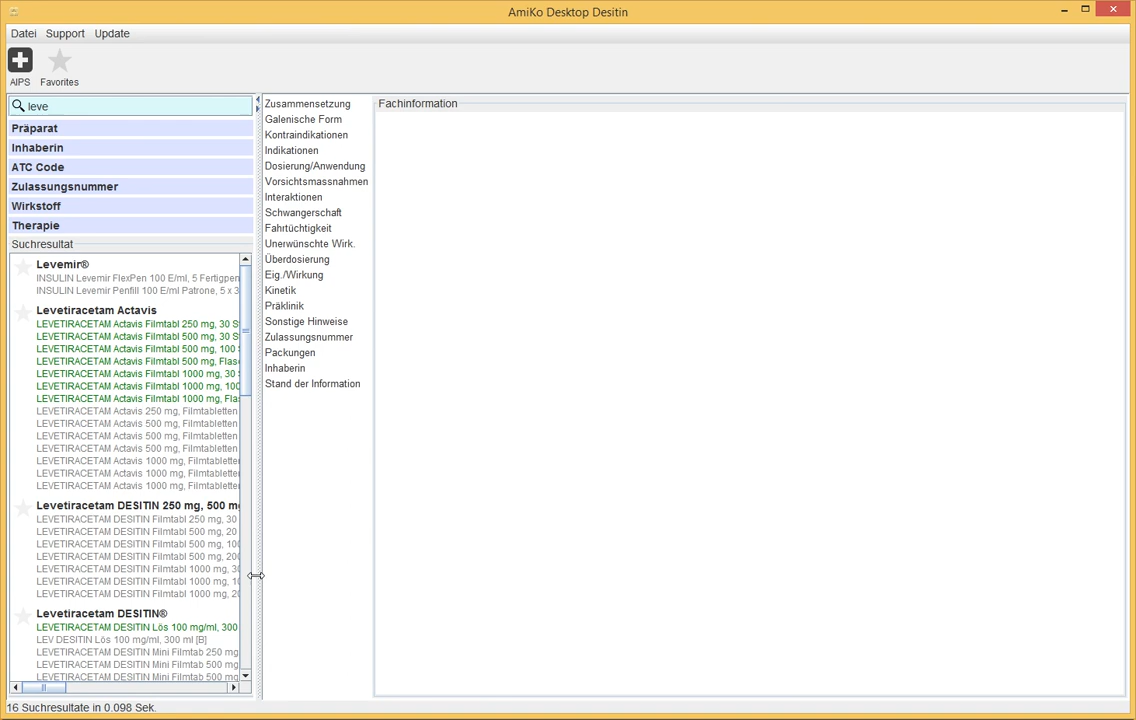 AmiKo Desktop Desitin
Datei Support Update
AIPS Favorites
leve
Präparat
Inhaberin
ATC Code
Zulassungsnummer
Wirkstoff
Therapie
Suchresultat
Levemir®
INSULIN Levemir FlexPen 100 E/ml, 5 Fertigpen
INSULIN Levemir Penfill 100 E/ml Patrone, 5 x 3
Levetiracetam Actavis
LEVETIRACETAM Actavis Filmtabl 250 mg, 30 S
LEVETIRACETAM Actavis Filmtabl 500 mg, 30 S
LEVETIRACETAM Actavis Filmtabl 500 mg, 100
LEVETIRACETAM Actavis Filmtabl 500 mg, Flas
LEVETIRACETAM Actavis Filmtabl 1000 mg, 30
LEVETIRACETAM Actavis Filmtabl 1000 mg, 100
LEVETIRACETAM Actavis Filmtabl 1000 mg, Fla
LEVETIRACETAM Actavis 250 mg, Filmtabletten
LEVETIRACETAM Actavis 500 mg, Filmtabletten
LEVETIRACETAM Actavis 500 mg, Filmtabletten
LEVETIRACETAM Actavis 500 mg, Filmtabletten
LEVETIRACETAM Actavis 1000 mg, Filmtablette
LEVETIRACETAM Actavis 1000 mg, Filmtablette
LEVETIRACETAM Actavis 1000 mg, Filmtablette
Levetiracetam DESITIN 250 mg, 500 mg
LEVETIRACETAM DESITIN Filmtabl 250 mg, 30
LEVETIRACETAM DESITIN Filmtabl 500 mg, 20
LEVETIRACETAM DESITIN Filmtabl 500 mg, 100
LEVETIRACETAM DESITIN Filmtabl 500 mg, 200
LEVETIRACETAM DESITIN Filmtabl 1000 mg, 30
LEVETIRACETAM DESITIN Filmtabl 1000 mg, 10
LEVETIRACETAM DESITIN Filmtabl 1000 mg, 20
Levetiracetam DESITIN®
LEVETIRACETAM DESITIN Lös 100 mg/ml, 300
LEV DESITIN Lös 100 mg/ml, 300 ml [B]
LEVETIRACETAM DESITIN Mini Filmtab 250 mg
LEVETIRACETAM DESITIN Mini Filmtab 500 mg
LEVETIRACETAM DESITIN Mini Filmtab 500 mg
Zusammensetzung
Galenische Form
Kontraindikationen
Indikationen
Dosierung/Anwendung
Vorsichtsmassnahmen
Interaktionen
Schwangerschaft
Fahrtüchtigkeit
Unerwünschte Wirk.
Überdosierung
Eig./Wirkung
Kinetik
Präklinik
Sonstige Hinweise
Zulassungsnummer
Packungen
Inhaberin
Stand der Information
Fachinformation
16 Suchresultate in 0.098 Sek.